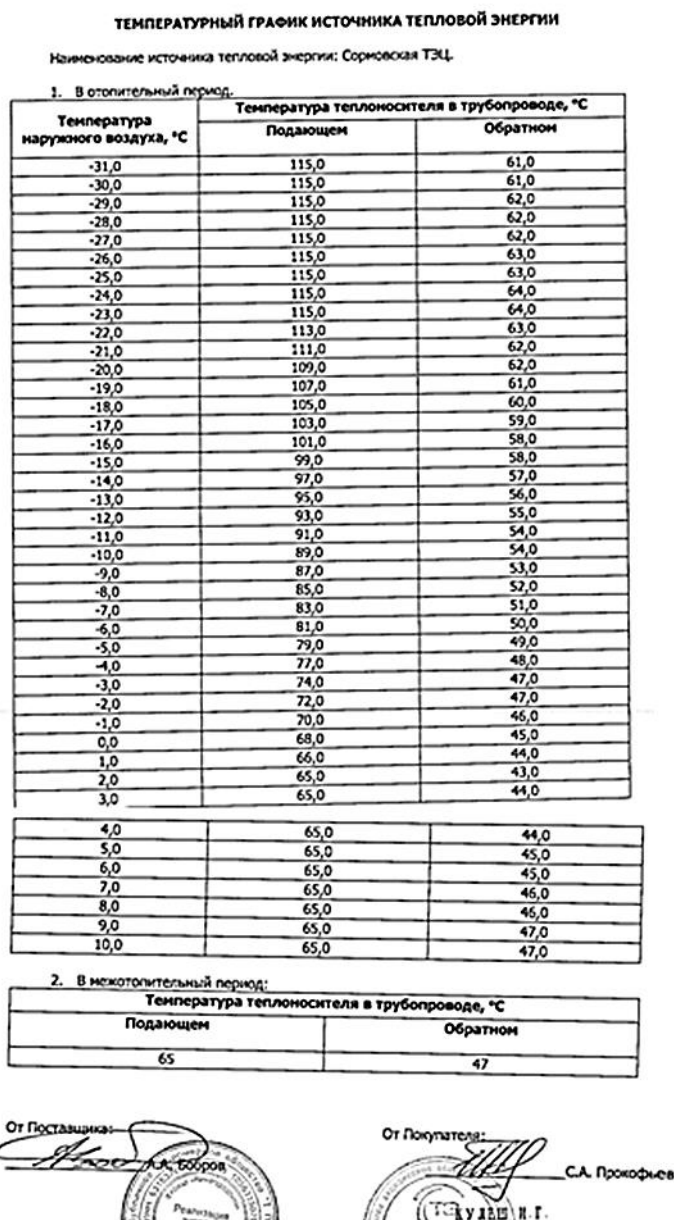 ТЕМПЕРАТУРНЫЙ ГРАФИК ИСТОЧНИКА ТЕПЛОВОЙ ЭНЕРГИИ
Наименование источника тепловой энергии: Сормовская ТЭЦ.
1. В отопительный период.
Температура наружного воздуха, °С Температура теплоносителя в трубопроводе, °С
Подающем Обратном
-31,0 115,0 61,0
-30,0 115,0 61,0
-29,0 115,0 62,0
-28,0 115,0 62,0
-27,0 115,0 62,0
-26,0 115,0 63,0
-25,0 115,0 63,0
-24,0 115,0 64,0
-23,0 115,0 64,0
-22,0 113,0 63,0
-21,0 111,0 62,0
-20,0 109,0 62,0
-19,0 107,0 61,0
-18,0 105,0 60,0
-17,0 103,0 59,0
-16,0 101,0 58,0
-15,0 99,0 58,0
-14,0 97,0 57,0
-13,0 95,0 56,0
-12,0 93,0 55,0
-11,0 91,0 54,0
-10,0 89,0 54,0
-9,0 87,0 53,0
-8,0 85,0 52,0
-7,0 83,0 51,0
-6,0 81,0 50,0
-5,0 79,0 49,0
-4,0 77,0 48,0
-3,0 74,0 47,0
-2,0 72,0 47,0
-1,0 70,0 46,0
0,0 68,0 45,0
1,0 66,0 44,0
2,0 65,0 43,0
3,0 65,0 44,0
4,0 65,0 44,0
5,0 65,0 45,0
6,0 65,0 45,0
7,0 65,0 46,0
8,0 65,0 46,0
9,0 65,0 47,0
10,0 65,0 47,0
2. В межотопительный период:
Температура теплоносителя в трубопроводе, °С
Подающем Обратном
65 47
От Поставщика: От Покупателя:
А.А. Бобров С.А. Прокофьев
Реализация КУДЕШ Н.Г.